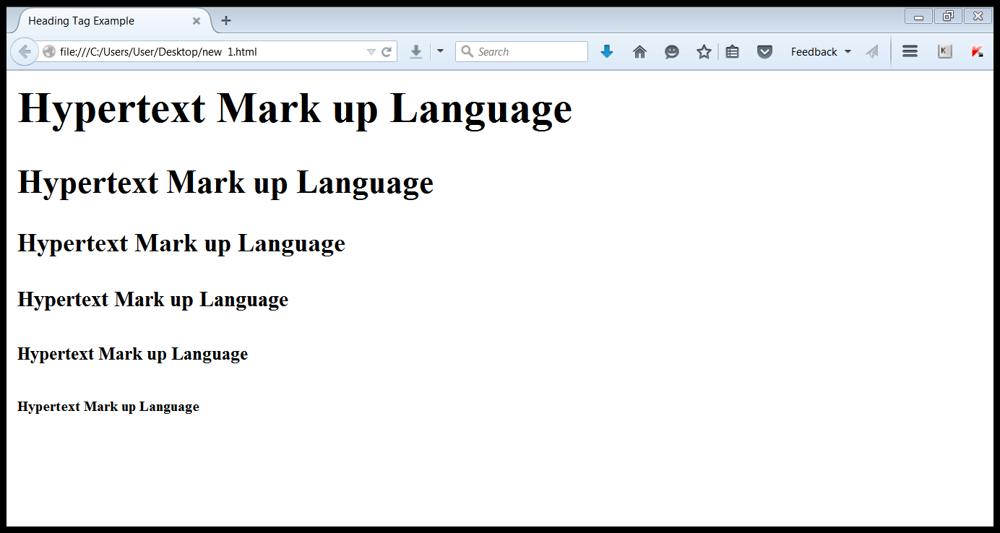 Heading Tag Example
file:///C:/Users/User/Desktop/new 1.html
Search
Feedback
K
Hypertext Mark up Language
Hypertext Mark up Language
Hypertext Mark up Language
Hypertext Mark up Language
Hypertext Mark up Language
Hypertext Mark up Language